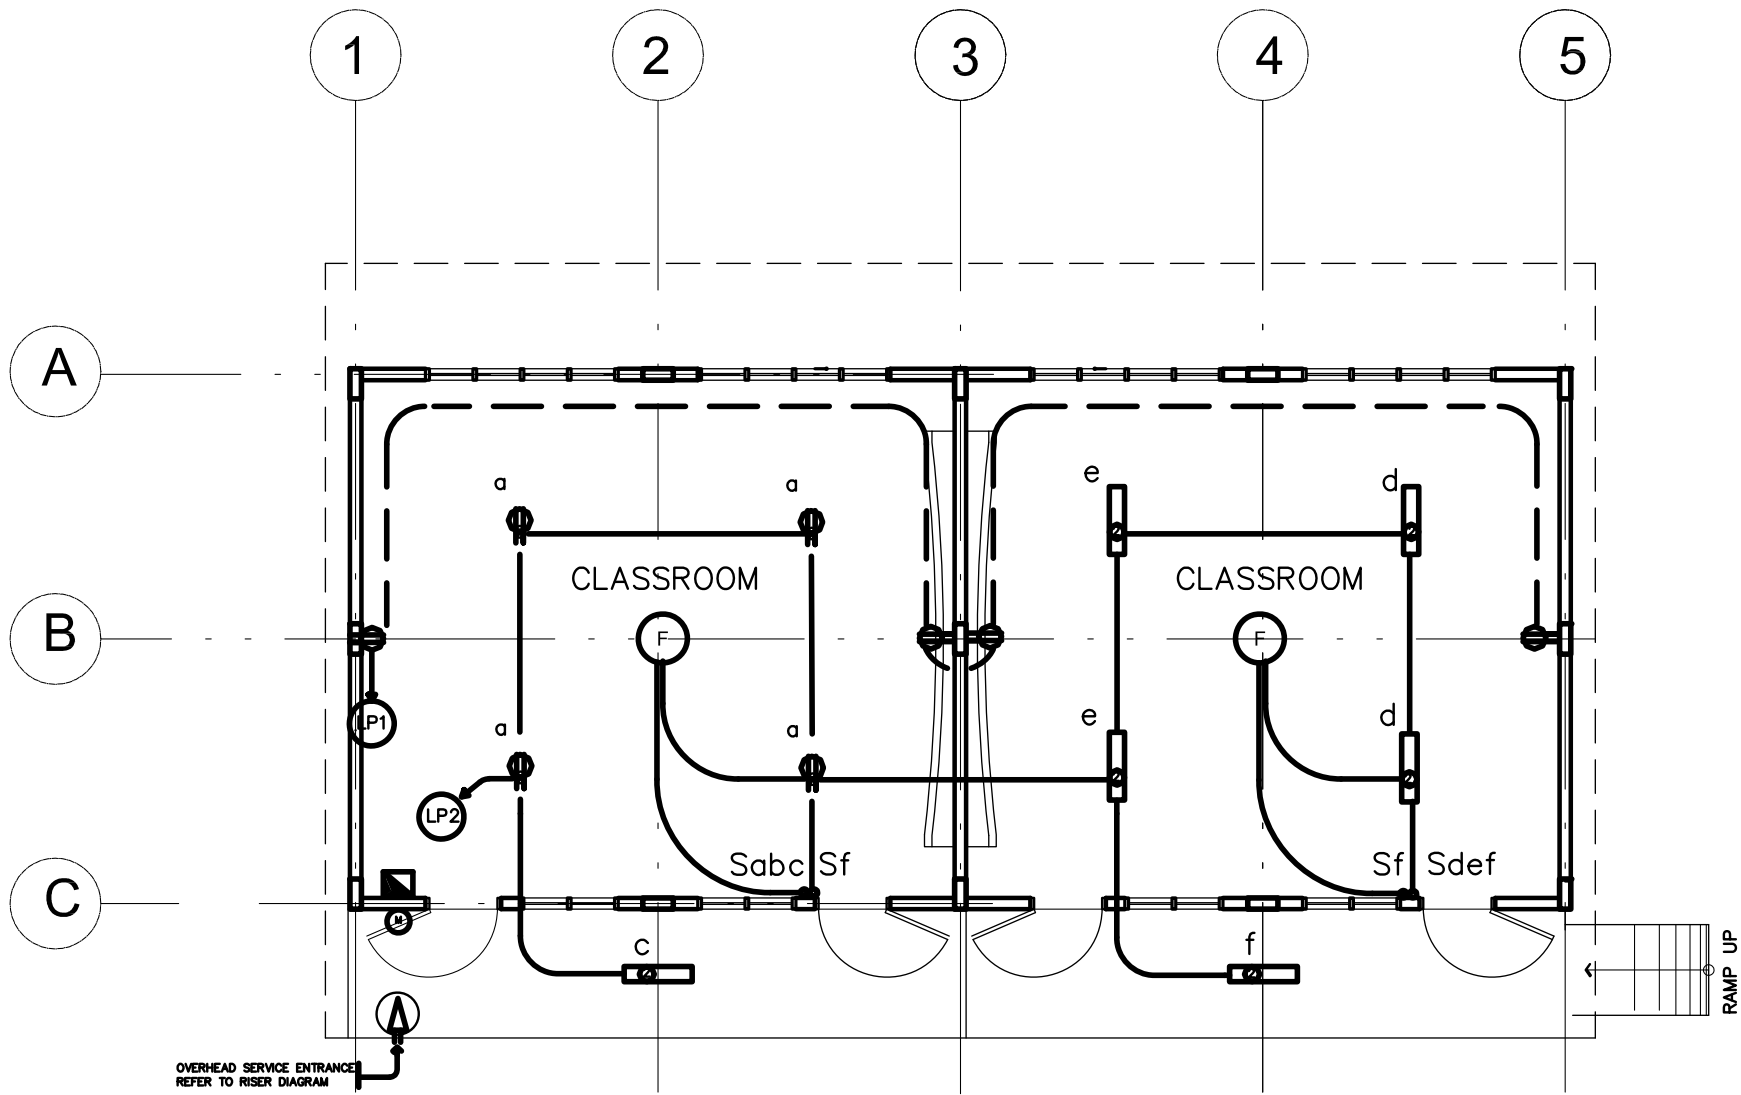 1 2 3 4 5
A
e d
a a
CLASSROOM CLASSROOM
B F F
LP1 a a e d
LP2
Sabc Sf Sf Sdef
C
M
c f
RAMP UP
OVERHEAD SERVICE ENTRANCE
REFER TO RISER DIAGRAM